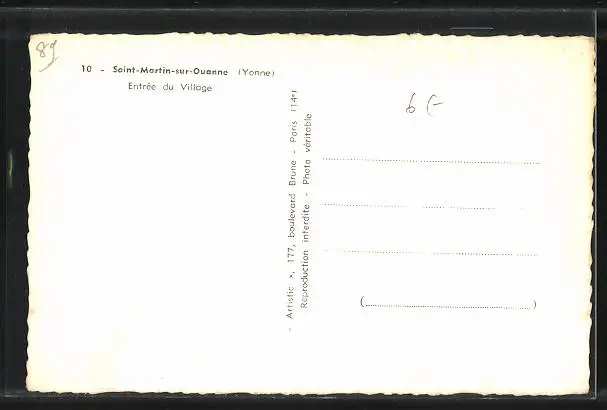 89
10 - Saint-Martin-sur-Ouanne (Yonne)
Entrée du Village
- Artistic », 177, boulevard Brune - Paris (14e)
Reproduction interdite - Photo véritable
6 €